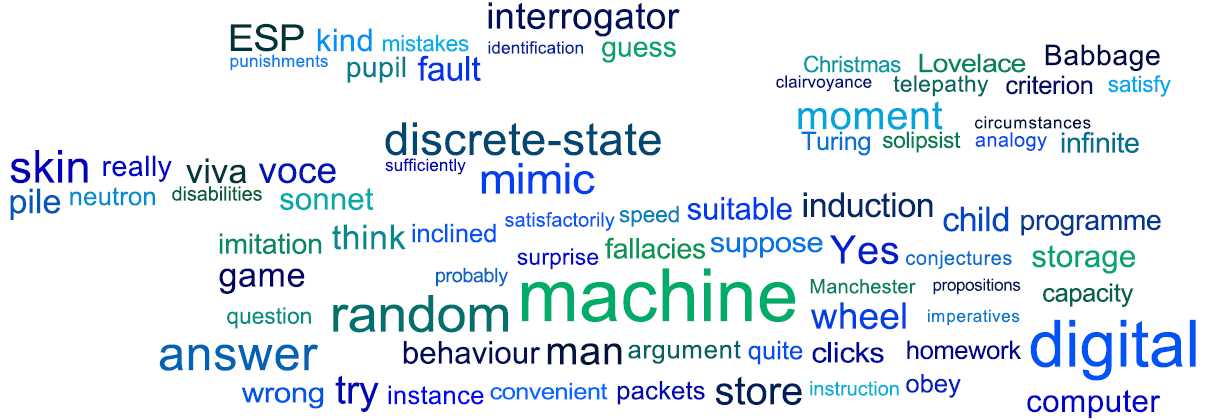 interrogator
ESP kind mistakes identification guess
punishments pupil fault
Christmas Lovelace Babbage
clairvoyance telepathy criterion satisfy
moment circumstances
Turing solipsist analogy infinite
discrete-state
skin really viva voce sufficiently mimic
pile neutron disabilities sonnet
satisfactorily speed suitable induction child programme
imitation think inclined surprise fallacies suppose Yes conjectures storage
game probably machine Manchester propositions capacity
question random wheel imperatives digital
answer behaviour man argument quite clicks homework
wrong try instance convenient packets store instruction obey computer